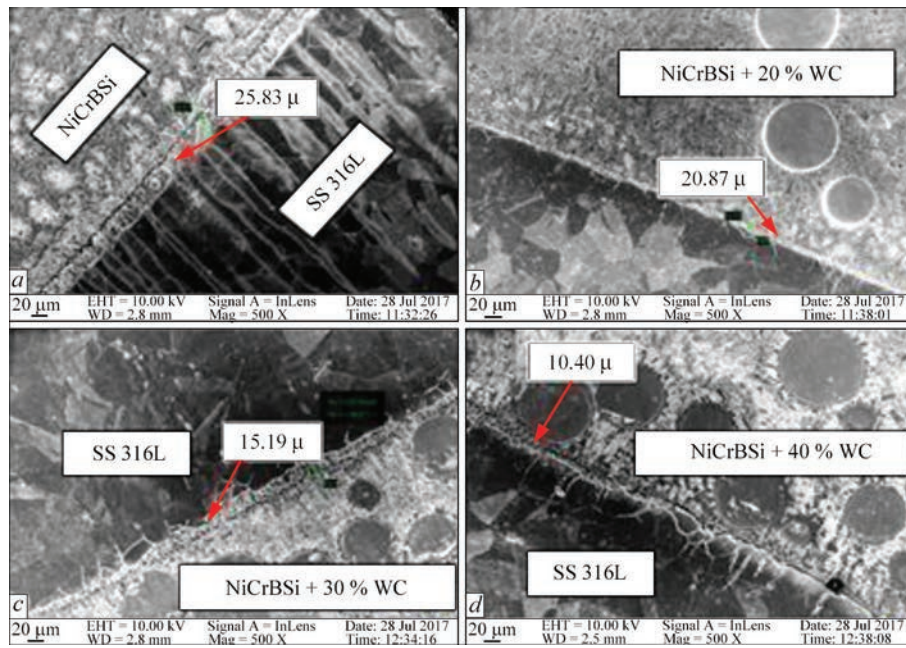 NiCrBSi
25.83 μ
SS 316L
a
20 μm
EHT = 10.00 kV Signal A = InLens Date: 28 Jul 2017
WD = 2.8 mm Mag = 500 X Time: 11:32:26
NiCrBSi + 20 % WC
20.87 μ
b
20 μm
EHT = 10.00 kV Signal A = InLens Date: 28 Jul 2017
WD = 2.8 mm Mag = 500 X Time: 11:38:01
SS 316L
15.19 μ
NiCrBSi + 30 % WC
c
20 μm
EHT = 10.00 kV Signal A = InLens Date: 28 Jul 2017
WD = 2.8 mm Mag = 500 X Time: 12:34:16
10.40 μ
NiCrBSi + 40 % WC
SS 316L
d
20 μm
EHT = 10.00 kV Signal A = InLens Date: 28 Jul 2017
WD = 2.5 mm Mag = 500 X Time: 12:38:08